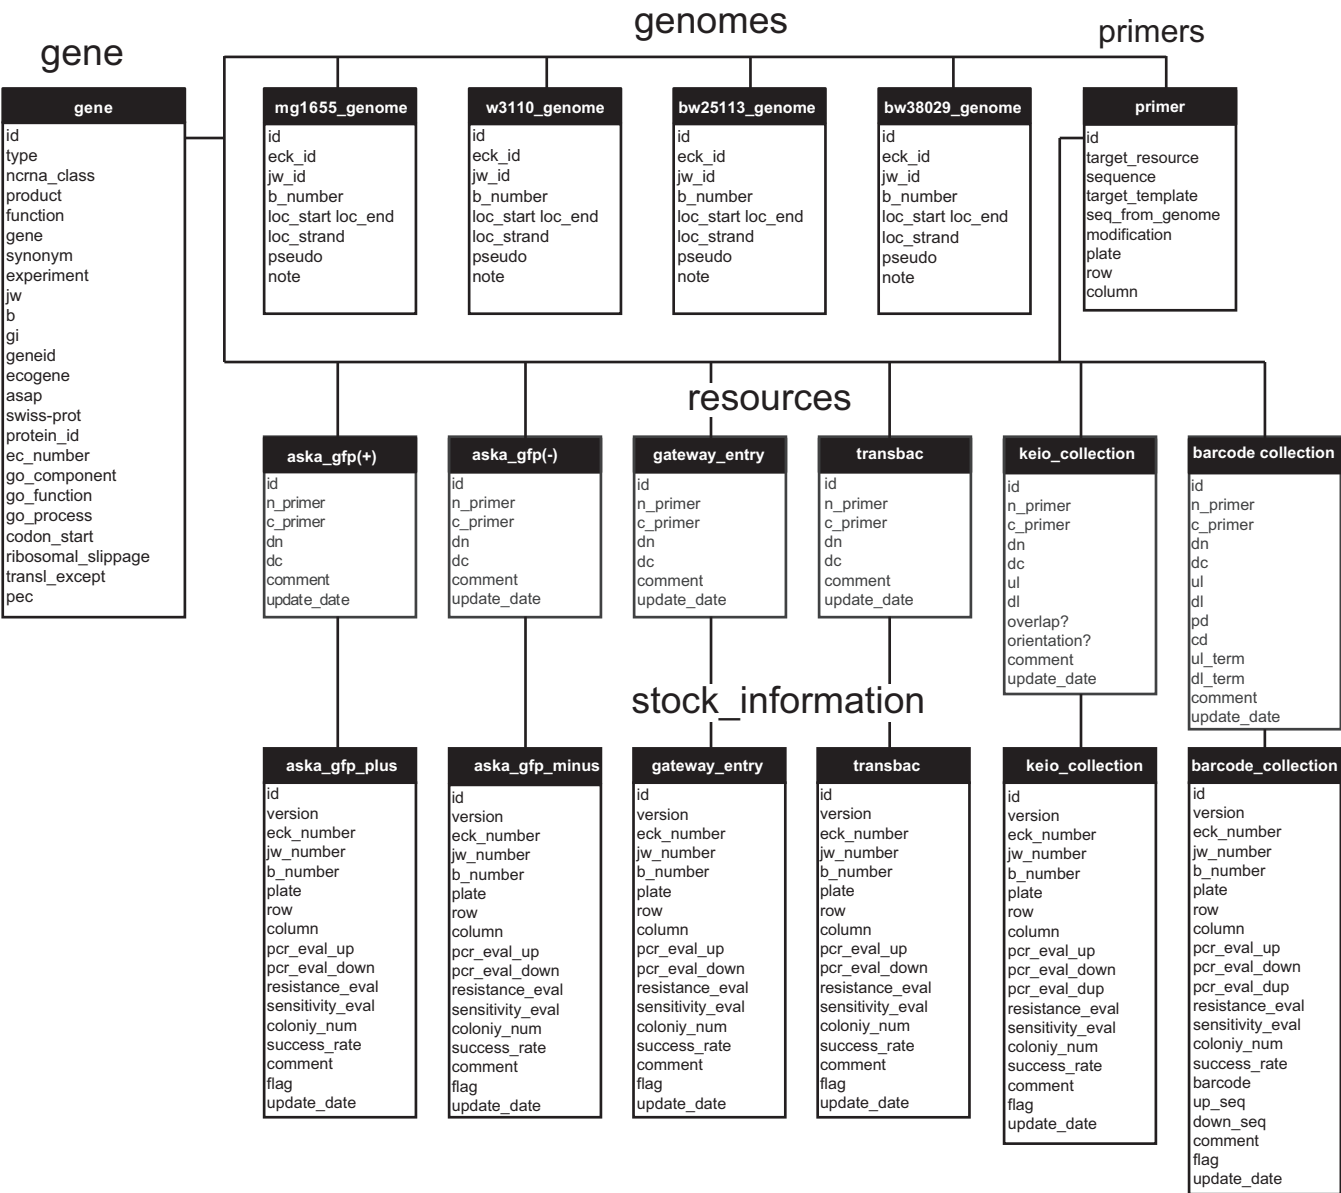 genomes
primers
gene
gene
id
type
ncrna_class
product
function
gene
synonym
experiment
jw
b
gi
geneid
ecogene
asap
swiss-prot
protein_id
ec_number
go_component
go_function
go_process
codon_start
ribosomal_slippage
transl_except
pec
mg1655_genome
id
eck_id
jw_id
b_number
loc_start loc_end
loc_strand
pseudo
note
w3110_genome
id
eck_id
jw_id
b_number
loc_start loc_end
loc_strand
pseudo
note
bw25113_genome
id
eck_id
jw_id
b_number
loc_start loc_end
loc_strand
pseudo
note
bw38029_genome
id
eck_id
jw_id
b_number
loc_start loc_end
loc_strand
pseudo
note
primer
id
target_resource
sequence
target_template
seq_from_genome
modification
plate
row
column
resources
aska_gfp(+)
id
n_primer
c_primer
dn
dc
comment
update_date
aska_gfp(-)
id
n_primer
c_primer
dn
dc
comment
update_date
gateway_entry
id
n_primer
c_primer
dn
dc
comment
update_date
transbac
id
n_primer
c_primer
dn
dc
comment
update_date
keio_collection
id
n_primer
c_primer
dn
dc
ul
dl
overlap?
orientation?
comment
update_date
barcode collection
id
n_primer
c_primer
dn
dc
ul
dl
pd
cd
ul_term
dl_term
comment
update_date
stock_information
aska_gfp_plus
id
version
eck_number
jw_number
b_number
plate
row
column
pcr_eval_up
pcr_eval_down
resistance_eval
sensitivity_eval
coloniy_num
success_rate
comment
flag
update_date
aska_gfp_minus
id
version
eck_number
jw_number
b_number
plate
row
column
pcr_eval_up
pcr_eval_down
resistance_eval
sensitivity_eval
coloniy_num
success_rate
comment
flag
update_date
gateway_entry
id
version
eck_number
jw_number
b_number
plate
row
column
pcr_eval_up
pcr_eval_down
resistance_eval
sensitivity_eval
coloniy_num
success_rate
comment
flag
update_date
transbac
id
version
eck_number
jw_number
b_number
plate
row
column
pcr_eval_up
pcr_eval_down
resistance_eval
sensitivity_eval
coloniy_num
success_rate
comment
flag
update_date
keio_collection
id
version
eck_number
jw_number
b_number
plate
row
column
pcr_eval_up
pcr_eval_down
pcr_eval_dup
resistance_eval
sensitivity_eval
coloniy_num
success_rate
comment
flag
update_date
barcode_collection
id
version
eck_number
jw_number
b_number
plate
row
column
pcr_eval_up
pcr_eval_down
pcr_eval_dup
resistance_eval
sensitivity_eval
coloniy_num
success_rate
barcode
up_seq
down_seq
comment
flag
update_date